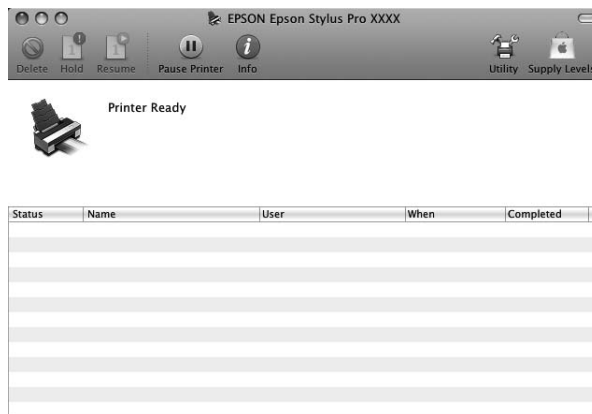 EPSON Epson Stylus Pro XXXX
Delete Hold Resume Pause Printer Info Utility Supply Levels
Printer Ready
Status Name User When Completed